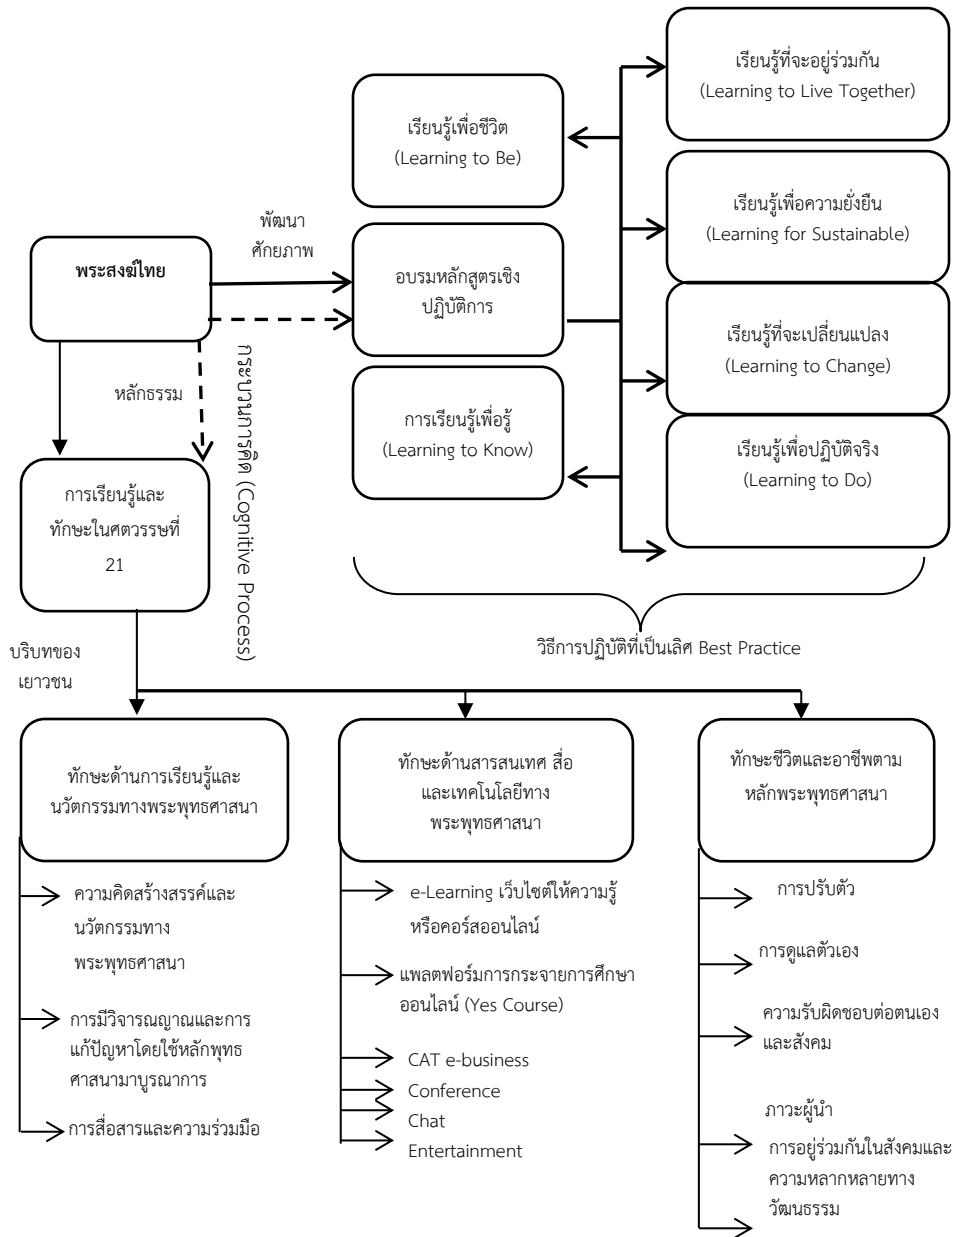 เรียนรู้ที่จะอยู่ร่วมกัน
(Learning to Live Together)
เรียนรู้เพื่อชีวิต
(Learning to Be)
เรียนรู้เพื่อความยั่งยืน
(Learning for Sustainable)
พัฒนา
ศักยภาพ
พระสงฆ์ไทย
อบรมหลักสูตรเชิง
ปฏิบัติการ
เรียนรู้ที่จะเปลี่ยนแปลง
(Learning to Change)
หลักธรรม
กระบวนการคิด (Cognitive Process)
การเรียนรู้เพื่อรู้
(Learning to Know)
เรียนรู้เพื่อปฏิบัติจริง
(Learning to Do)
การเรียนรู้และ
ทักษะในศตวรรษที่
21
วิธีการปฏิบัติที่เป็นเลิศ Best Practice
บริบทของ
เยาวชน
ทักษะด้านการเรียนรู้และ
นวัตกรรมทางพระพุทธศาสนา
ทักษะด้านสารสนเทศ สื่อ
และเทคโนโลยีทาง
พระพุทธศาสนา
ทักษะชีวิตและอาชีพตาม
หลักพระพุทธศาสนา
ความคิดสร้างสรรค์และ
นวัตกรรมทาง
พระพุทธศาสนา
การมีวิจารณญาณและการ
แก้ปัญหาโดยใช้หลักพุทธ
ศาสนามาบูรณาการ
การสื่อสารและความร่วมมือ
e-Learning เว็บไซต์ให้ความรู้
หรือคอร์สออนไลน์
แพลตฟอร์มการกระจายการศึกษา
ออนไลน์ (Yes Course)
CAT e-business
Conference
Chat
Entertainment
การปรับตัว
การดูแลตัวเอง
ความรับผิดชอบต่อตนเอง
และสังคม
ภาวะผู้นำ
การอยู่ร่วมกันในสังคมและ
ความหลากหลายทาง
วัฒนธรรม